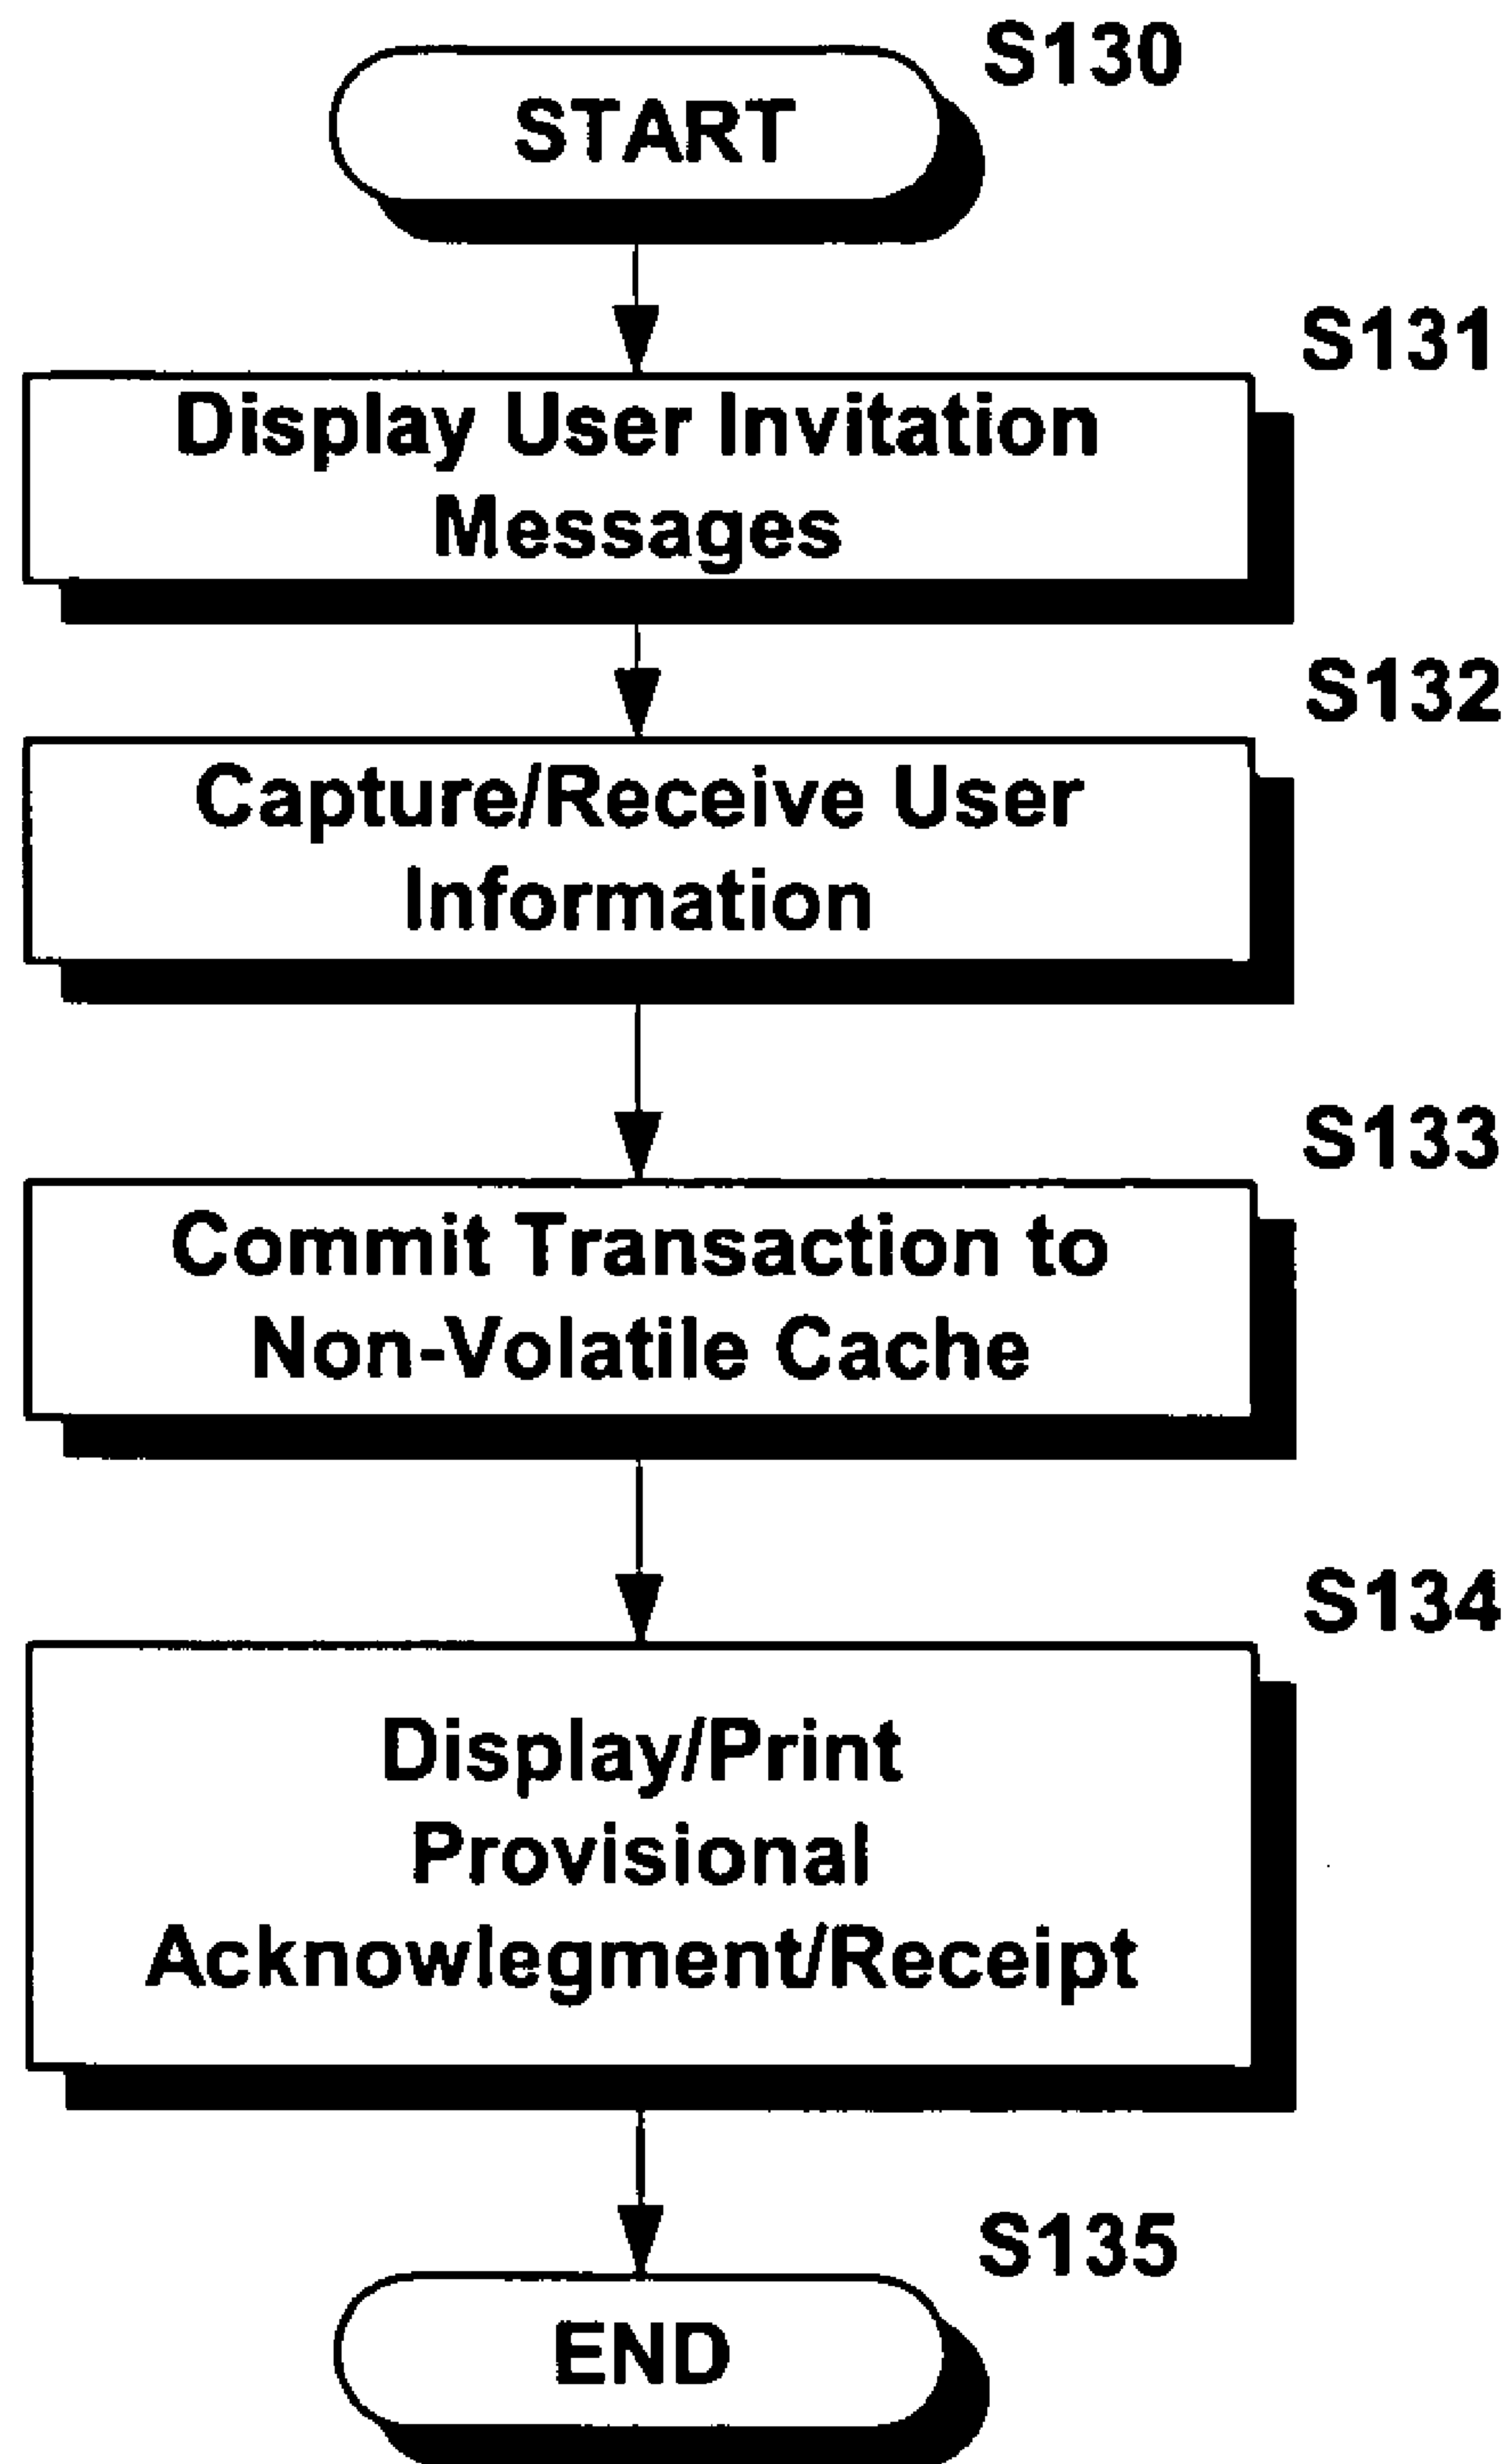 S130
START
S131
Display User Invitation
Messages
S132
Capture/Receive User
Information
S133
Commit Transaction to
Non-Volatile Cache
S134
Display/Print
Provisional
Acknowlegment/Receipt
S135
END